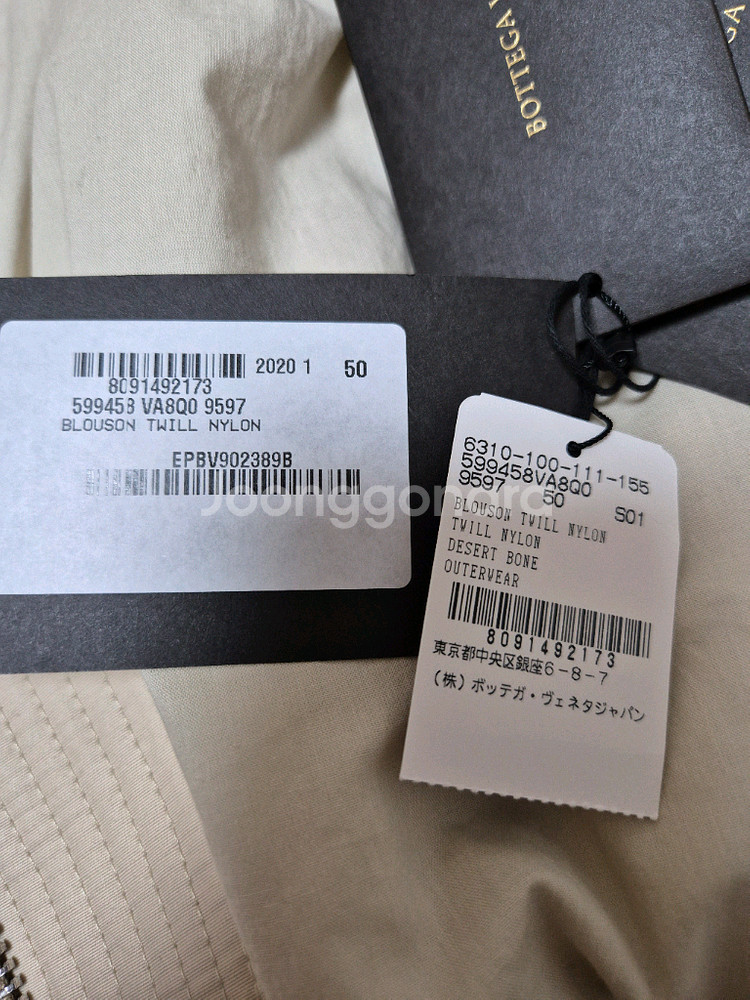 BOTTEGA V
GA
2020 1 50
8091492173
599458 VA8Q0 9597
BLOUSON TWILL NYLON
EPBV902389B
Joonggonara
6310-100-111-155
599458VA8Q0
9597 50 S01
BLOUSON TWILL NYLON
TWILL NYLON
DESERT BONE
OUTERWEAR
8091492173
東京都中央区銀座6-8-7
(株)ボッテガ・ヴェネタジャパン